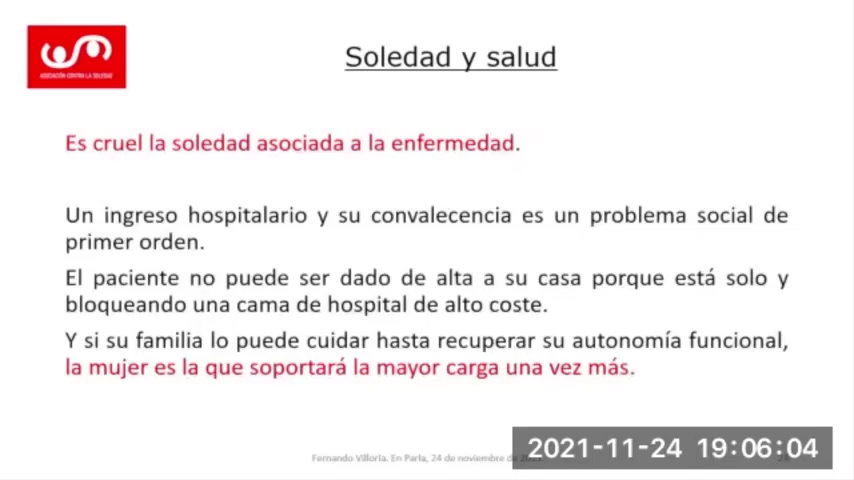 ASOCIACIÓN CONTRA LA SOLEDAD
Soledad y salud
Es cruel la soledad asociada a la enfermedad.
Un ingreso hospitalario y su convalecencia es un problema social de
primer orden.
El paciente no puede ser dado de alta a su casa porque está solo y
bloqueando una cama de hospital de alto coste.
Y si su familia lo puede cuidar hasta recuperar su autonomía funcional,
la mujer es la que soportará la mayor carga una vez más.
Fernando Villoria. En Parla, 24 de noviembre de
2021-11-24 19:06:04